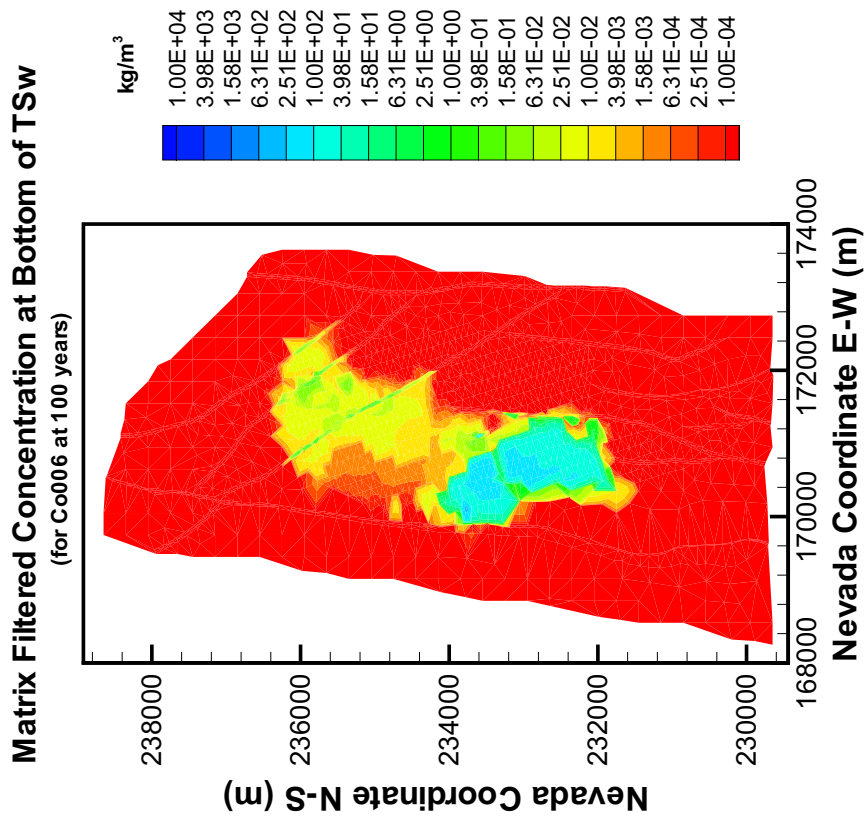 Matrix Filtered Concentration at Bottom of TSw
(for Co006 at 100 years)
kg/m³
1.00E+04
3.98E+03
1.58E+03
6.31E+02
2.51E+02
1.00E+02
3.98E+01
1.58E+01
6.31E+00
2.51E+00
1.00E+00
3.98E-01
1.58E-01
6.31E-02
2.51E-02
1.00E-02
3.98E-03
1.58E-03
6.31E-04
2.51E-04
1.00E-04
238000
236000
234000
232000
230000
Nevada Coordinate N-S (m)
168000
170000
172000
174000
Nevada Coordinate E-W (m)